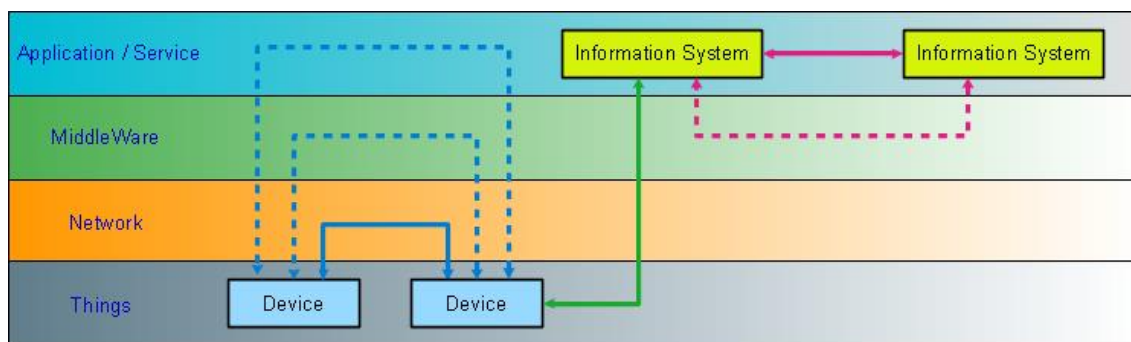 Application / Service
Information System
Information System
MiddleWare
Network
Things
Device
Device